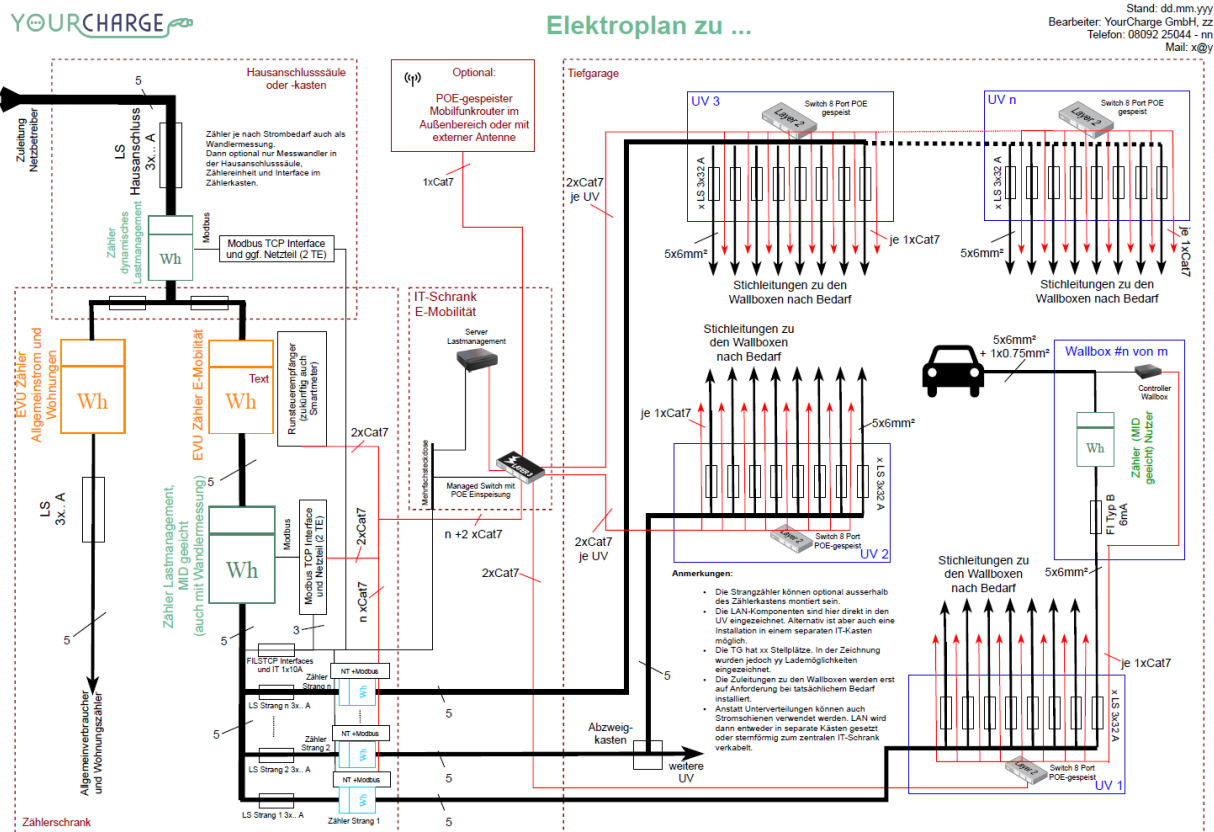 YOURCHARGE
Elektroplan zu ...
Stand: dd.mm.yyy
Bearbeiter: YourCharge GmbH, zz
Telefon: 08092 25044 - nn
Mail: x@y
Hausanschlusssäule
oder -kasten
5
Zuleitung
Netzbetreiber
LS
Hausanschluss
3x... A
Zähler je nach Strombedarf auch als
Wandlermessung.
Dann optional nur Messwandler in
der Hausanschlusssäule,
Zählereinheit und Interface im
Zählerkasten.
Zähler
dynamisches
Lastmanagement
Wh
Modbus
Modbus TCP Interface
und ggf. Netzteil (2 TE)
Optional:
POE-gespeister
Mobilfunkrouter im
Außenbereich oder mit
externer Antenne
1xCat7
IT-Schrank
E-Mobilität
Server
Lastmanagement
Mehrfachsteckdose
Managed Switch mit
POE Einspeisung
n +2 xCat7
2xCat7
EVU Zähler
Allgemeinstrom und
Wohnungen
Wh
EVU Zähler E-Mobilität
Text
Wh
Runsteuerempfänger
(zukünftig auch
Smartmeter)
2xCat7
5
LS
3x.. A
5
Allgemeinverbraucher
und Wohnungszähler
Zähler Lastmanagement,
MID geeicht
(auch mit Wandlermessung)
Wh
Modbus
Modbus TCP Interface
und Netzteil (2 TE)
2xCat7
n xCat7
3
5
FILSTCP Interfaces
und IT 1x10A
Zähler
Strang n
NT +Modbus
Wh
LS Strang n 3x.. A
5
5
Zähler
Strang 2
NT +Modbus
Wh
LS Strang 2 3x.. A
5
NT +Modbus
Wh
LS Strang 1 3x.. A
Zähler Strang 1
5
Zählerschrank
Tiefgarage
UV 3
Layer 2
Switch 8 Port POE
gespeist
x LS 3x32 A
2xCat7
je UV
5x6mm²
je 1xCat7
Stichleitungen zu den
Wallboxen nach Bedarf
UV n
Layer 2
Switch 8 Port POE
gespeist
x LS 3x32 A
5x6mm²
je 1xCat7
Stichleitungen zu den
Wallboxen nach Bedarf
Stichleitungen zu
den Wallboxen
nach Bedarf
je 1xCat7
5x6mm²
x LS 3x32 A
Layer 2
Switch 8 Port
POE-gespeist
UV 2
2xCat7
je UV
5x6mm²
+ 1x0.75mm²
Wallbox #n von m
Controller
Wallbox
Wh
Zähler (MID
geeicht) Nutzer
FI Typ B
6mA
5x6mm²
Anmerkungen:
• Die Strangzähler können optional ausserhalb
des Zählerkastens montiert sein.
• Die LAN-Komponenten sind hier direkt in den
UV eingezeichnet. Alternativ ist aber auch eine
Installation in einem separaten IT-Kasten
möglich.
• Die TG hat xx Stellplätze. In der Zeichnung
wurden jedoch yy Lademöglichkeiten
eingezeichnet.
• Die Zuleitungen zu den Wallboxen werden erst
auf Anforderung bei tatsächlichem Bedarf
installiert.
• Anstatt Unterverteilungen können auch
Stromschienen verwendet werden. LAN wird
dann entweder in separate Kästen gesetzt
oder sternförmig zum zentralen IT-Schrank
verkabelt.
5
Abzweig-
kasten
weitere
UV
Stichleitungen zu
den Wallboxen
nach Bedarf
je 1xCat7
x LS 3x32 A
Layer 2
Switch 8 Port
POE-gespeist
UV 1